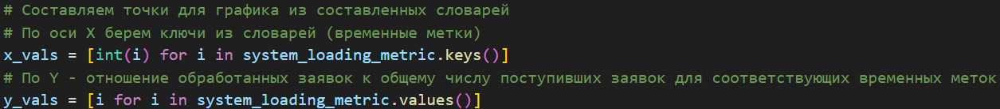 # Составляем точки для графика из составленных словарей
# По оси X берем ключи из словарей (временные метки)
x_vals = [int(i) for i in system_loading_metric.keys()]
# По Y - отношение обработанных заявок к общему числу поступивших заявок для соответствующих временных меток
y_vals = [i for i in system_loading_metric.values()]